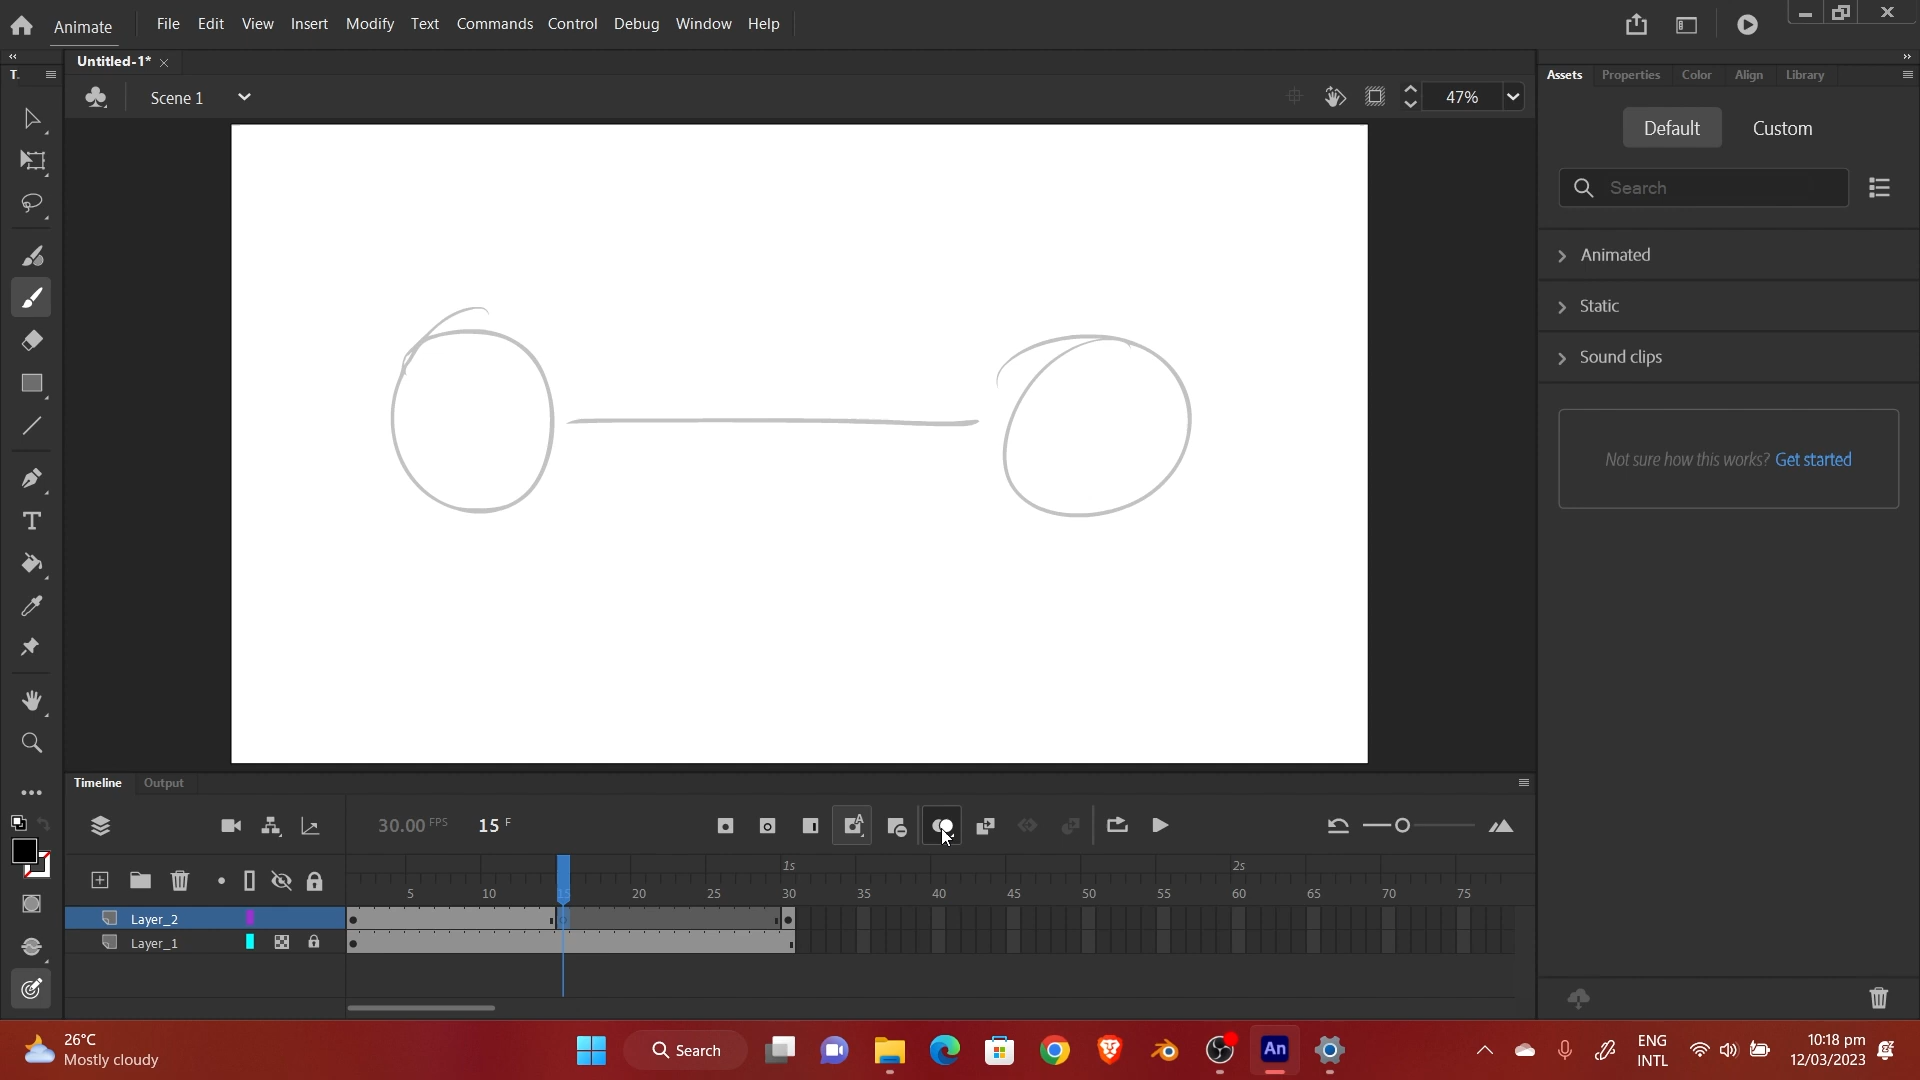 Animate File Edit View Insert Modify Text Commands Control Debug Window Help
Untitled-1*
T.
Scene 1
47%
Assets Properties Color Align Library
Default Custom
Search
Animated
Static
Sound clips
Not sure how this works? Get started
Timeline Output
30.00 FPS 15 F
1s 2s
5 10 15 20 25 30 35 40 45 50 55 60 65 70 75
Layer_2
Layer_1
26°C
Mostly cloudy
Search
An
ENG
INTL
10:18 pm
12/03/2023